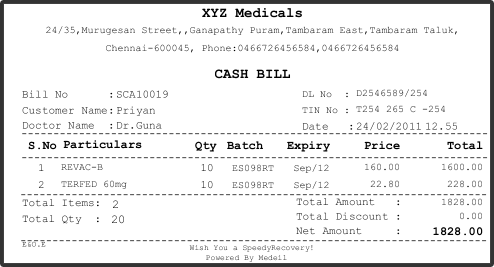 XYZ Medicals
24/35,Murugesan Street,,Ganapathy Puram,Tambaram East,Tambaram Taluk,
Chennai-600045, Phone:0466726456584,0466726456584
CASH BILL
Bill No :SCA10019 DL No : D2546589/254
Customer Name:Priyan TIN No : T254 265 C -254
Doctor Name :Dr.Guna Date :24/02/2011 12.55
S.No Particulars Qty Batch Expiry Price Total
1 REVAC-B 10 ES098RT Sep/12 160.00 1600.00
2 TERFED 60mg 10 ES098RT Sep/12 22.80 228.00
Total Items: 2 Total Amount : 1828.00
Total Qty : 20 Total Discount : 0.00
Net Amount : 1828.00
E&O.E
Wish You a SpeedyRecovery!
Powered By Medeil